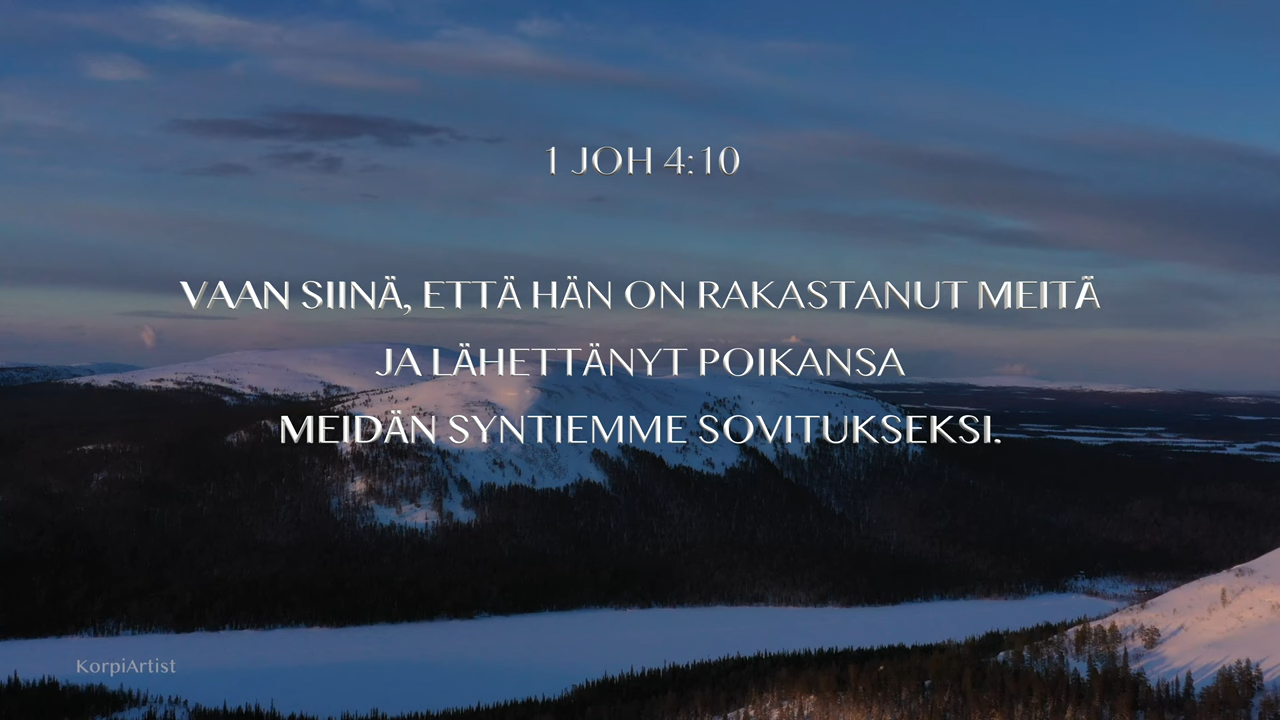 1 JOH 4:10
VAAN SIINÄ, ETTÄ HÄN ON RAKASTANUT MEITÄ
JA LÄHETTÄNYT POIKANSA
MEIDÄN SYNTIEMME SOVITUKSEKSI.
KorpiArtist